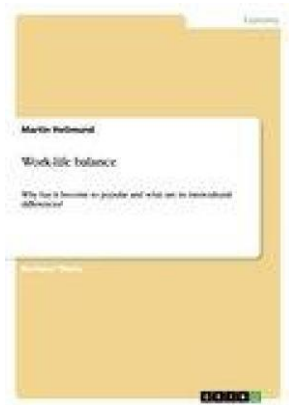 Martin Hellmund
Work-life balance
Why has it become so popular and what are its intercultural
differences?
GRIN